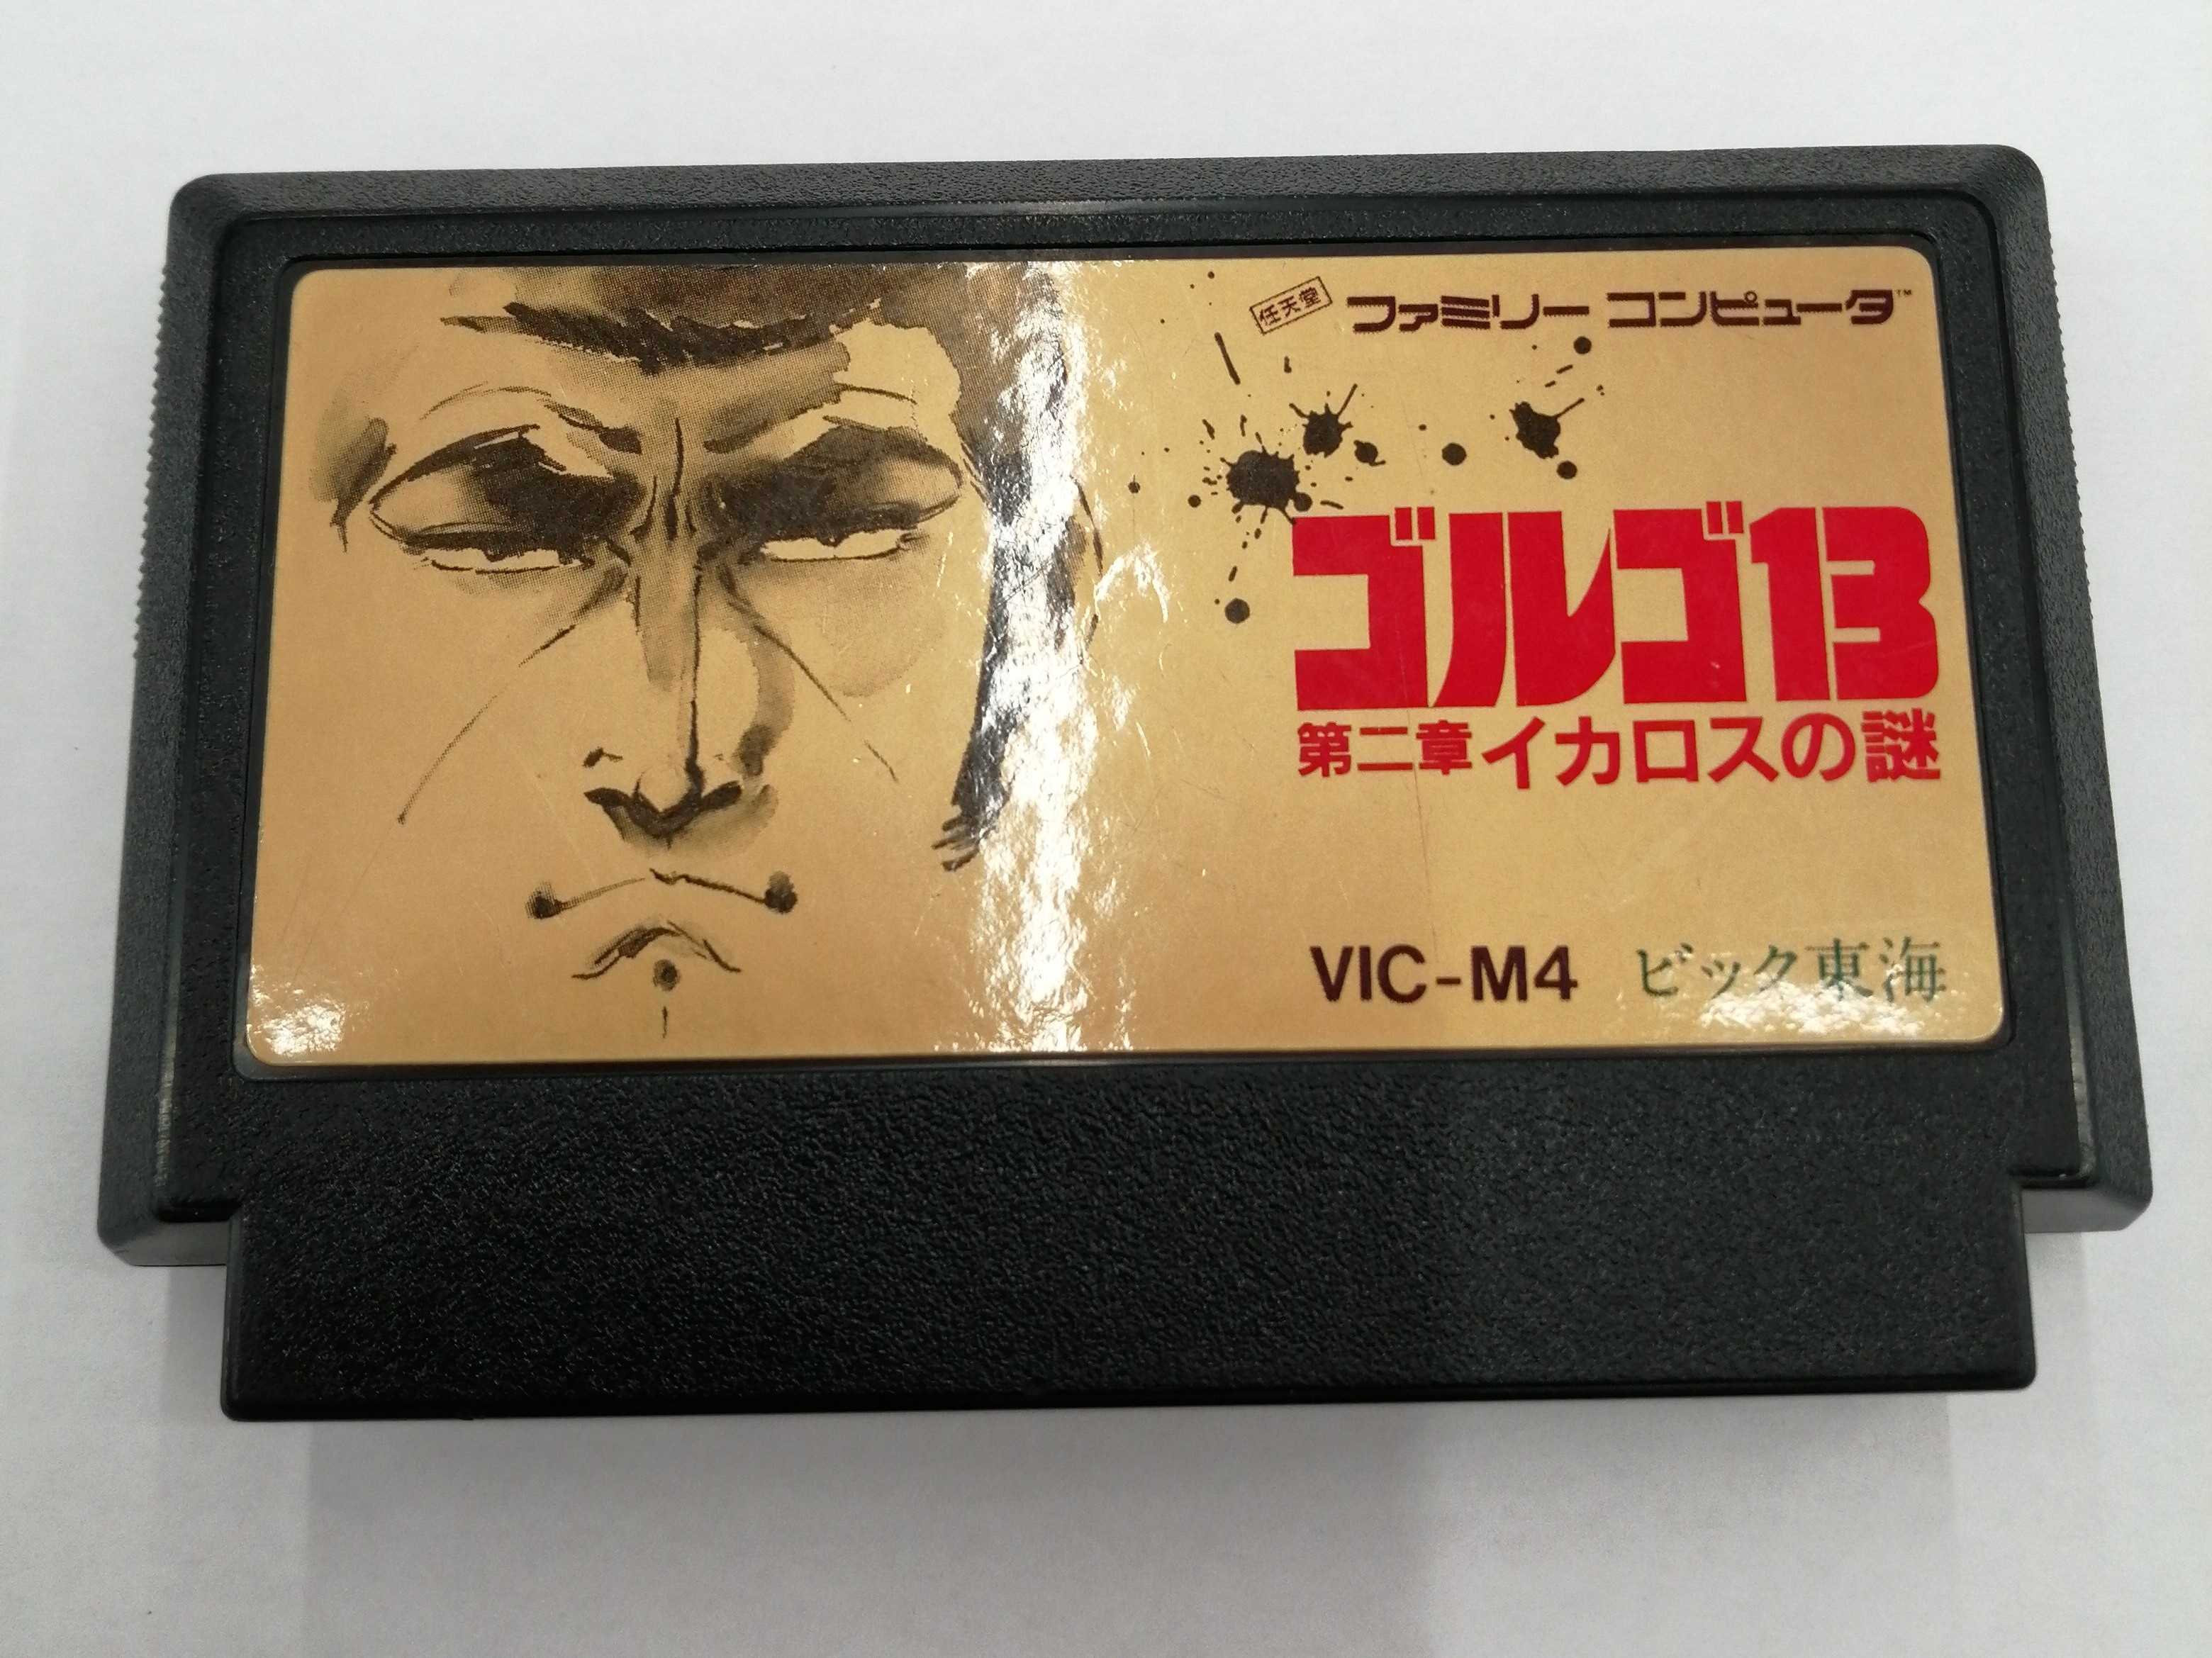 任天堂 ファミリー コンピュータ™
ゴルゴ13
第二章 イカロスの謎
VIC-M4 ビック東海